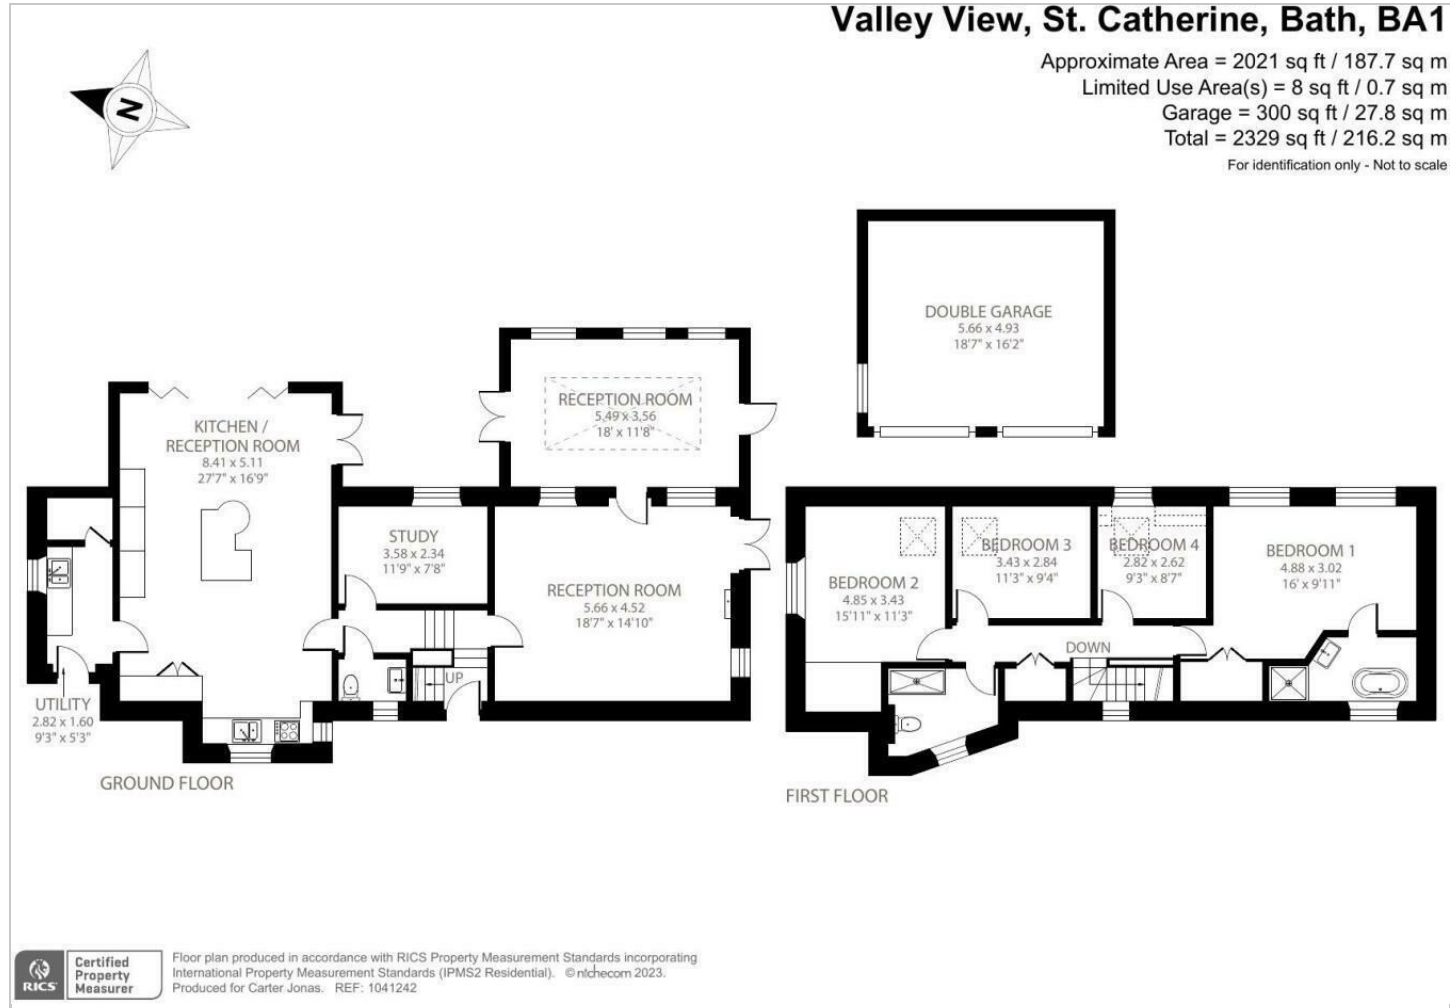 Valley View, St. Catherine, Bath, BA1
Approximate Area = 2021 sq ft / 187.7 sq m
Limited Use Area(s) = 8 sq ft / 0.7 sq m
Garage = 300 sq ft / 27.8 sq m
Total = 2329 sq ft / 216.2 sq m
For identification only - Not to scale
N
DOUBLE GARAGE
5.66 x 4.93
18'7" x 16'2"
KITCHEN /
RECEPTION ROOM
8.41 x 5.11
27'7" x 16'9"
RECEPTION ROOM
5.49 x 3.56
18' x 11'8"
STUDY
3.58 x 2.34
11'9" x 7'8"
RECEPTION ROOM
5.66 x 4.52
18'7" x 14'10"
UP
UTILITY
2.82 x 1.60
9'3" x 5'3"
GROUND FLOOR
BEDROOM 2
4.85 x 3.43
15'11" x 11'3"
BEDROOM 3
3.43 x 2.84
11'3" x 9'4"
BEDROOM 4
2.82 x 2.62
9'3" x 8'7"
BEDROOM 1
4.88 x 3.02
16' x 9'11"
DOWN
FIRST FLOOR
RICS
Certified
Property
Measurer
Floor plan produced in accordance with RICS Property Measurement Standards incorporating
International Property Measurement Standards (IPMS2 Residential). ©nichecom 2023.
Produced for Carter Jonas. REF: 1041242